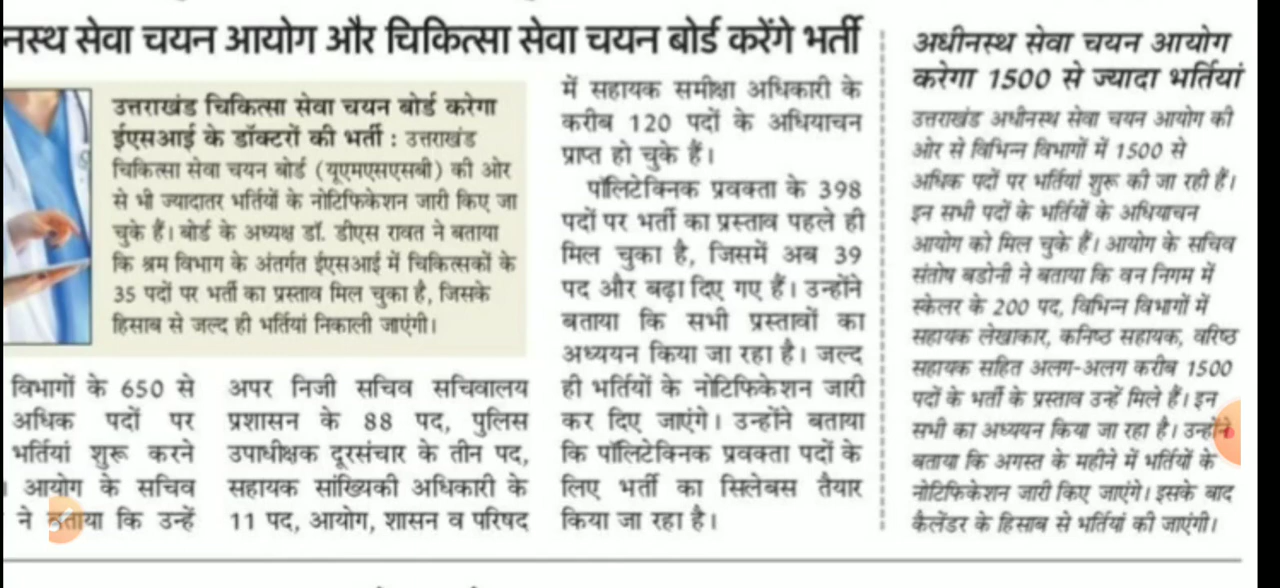 नस्थ सेवा चयन आयोग और चिकित्सा सेवा चयन बोर्ड करेंगे भर्ती
उत्तराखंड चिकित्सा सेवा चयन बोर्ड करेगा
ईएसआई के डॉक्टरों की भर्ती : उत्तराखंड
चिकित्सा सेवा चयन बोर्ड (यूएमएसएसबी) की ओर
से भी ज्यादातर भर्तियों के नोटिफिकेशन जारी किए जा
चुके हैं। बोर्ड के अध्यक्ष डॉ. डीएस रावत ने बताया
कि श्रम विभाग के अंतर्गत ईएसआई में चिकित्सकों के
35 पदों पर भर्ती का प्रस्ताव मिल चुका है, जिसके
हिसाब से जल्द ही भर्तियां निकाली जाएंगी।
विभागों के 650 से
अधिक पदों पर
भर्तियां शुरू करने
आयोग के सचिव
ने बताया कि उन्हें
अपर निजी सचिव सचिवालय
प्रशासन के 88 पद, पुलिस
उपाधीक्षक दूरसंचार के तीन पद,
सहायक सांख्यिकी अधिकारी के
11 पद, आयोग, शासन व परिषद
में सहायक समीक्षा अधिकारी के
करीब 120 पदों के अधियाचन
प्राप्त हो चुके हैं।
पॉलिटेक्निक प्रवक्ता के 398
पदों पर भर्ती का प्रस्ताव पहले ही
मिल चुका है, जिसमें अब 39
पद और बढ़ा दिए गए हैं। उन्होंने
बताया कि सभी प्रस्तावों का
अध्ययन किया जा रहा है। जल्द
ही भर्तियों के नोटिफिकेशन जारी
कर दिए जाएंगे। उन्होंने बताया
कि पॉलिटेक्निक प्रवक्ता पदों के
लिए भर्ती का सिलेबस तैयार
किया जा रहा है।
अधीनस्थ सेवा चयन आयोग
करेगा 1500 से ज्यादा भर्तियां
उत्तराखंड अधीनस्थ सेवा चयन आयोग की
ओर से विभिन्न विभागों में 1500 से
अधिक पदों पर भर्तियां शुरू की जा रही हैं।
इन सभी पदों के भर्तियों के अधियाचन
आयोग को मिल चुके हैं। आयोग के सचिव
संतोष बडोनी ने बताया कि वन निगम में
स्केलर के 200 पद, विभिन्न विभागों में
सहायक लेखाकार, कनिष्ठ सहायक, वरिष्ठ
सहायक सहित अलग-अलग करीब 1500
पदों के भर्ती के प्रस्ताव उन्हें मिले हैं। इन
सभी का अध्ययन किया जा रहा है। उन्होंने
बताया कि अगस्त के महीने में भर्तियों के
नोटिफिकेशन जारी किए जाएंगे। इसके बाद
कैलेंडर के हिसाब से भर्तियां की जाएंगी।